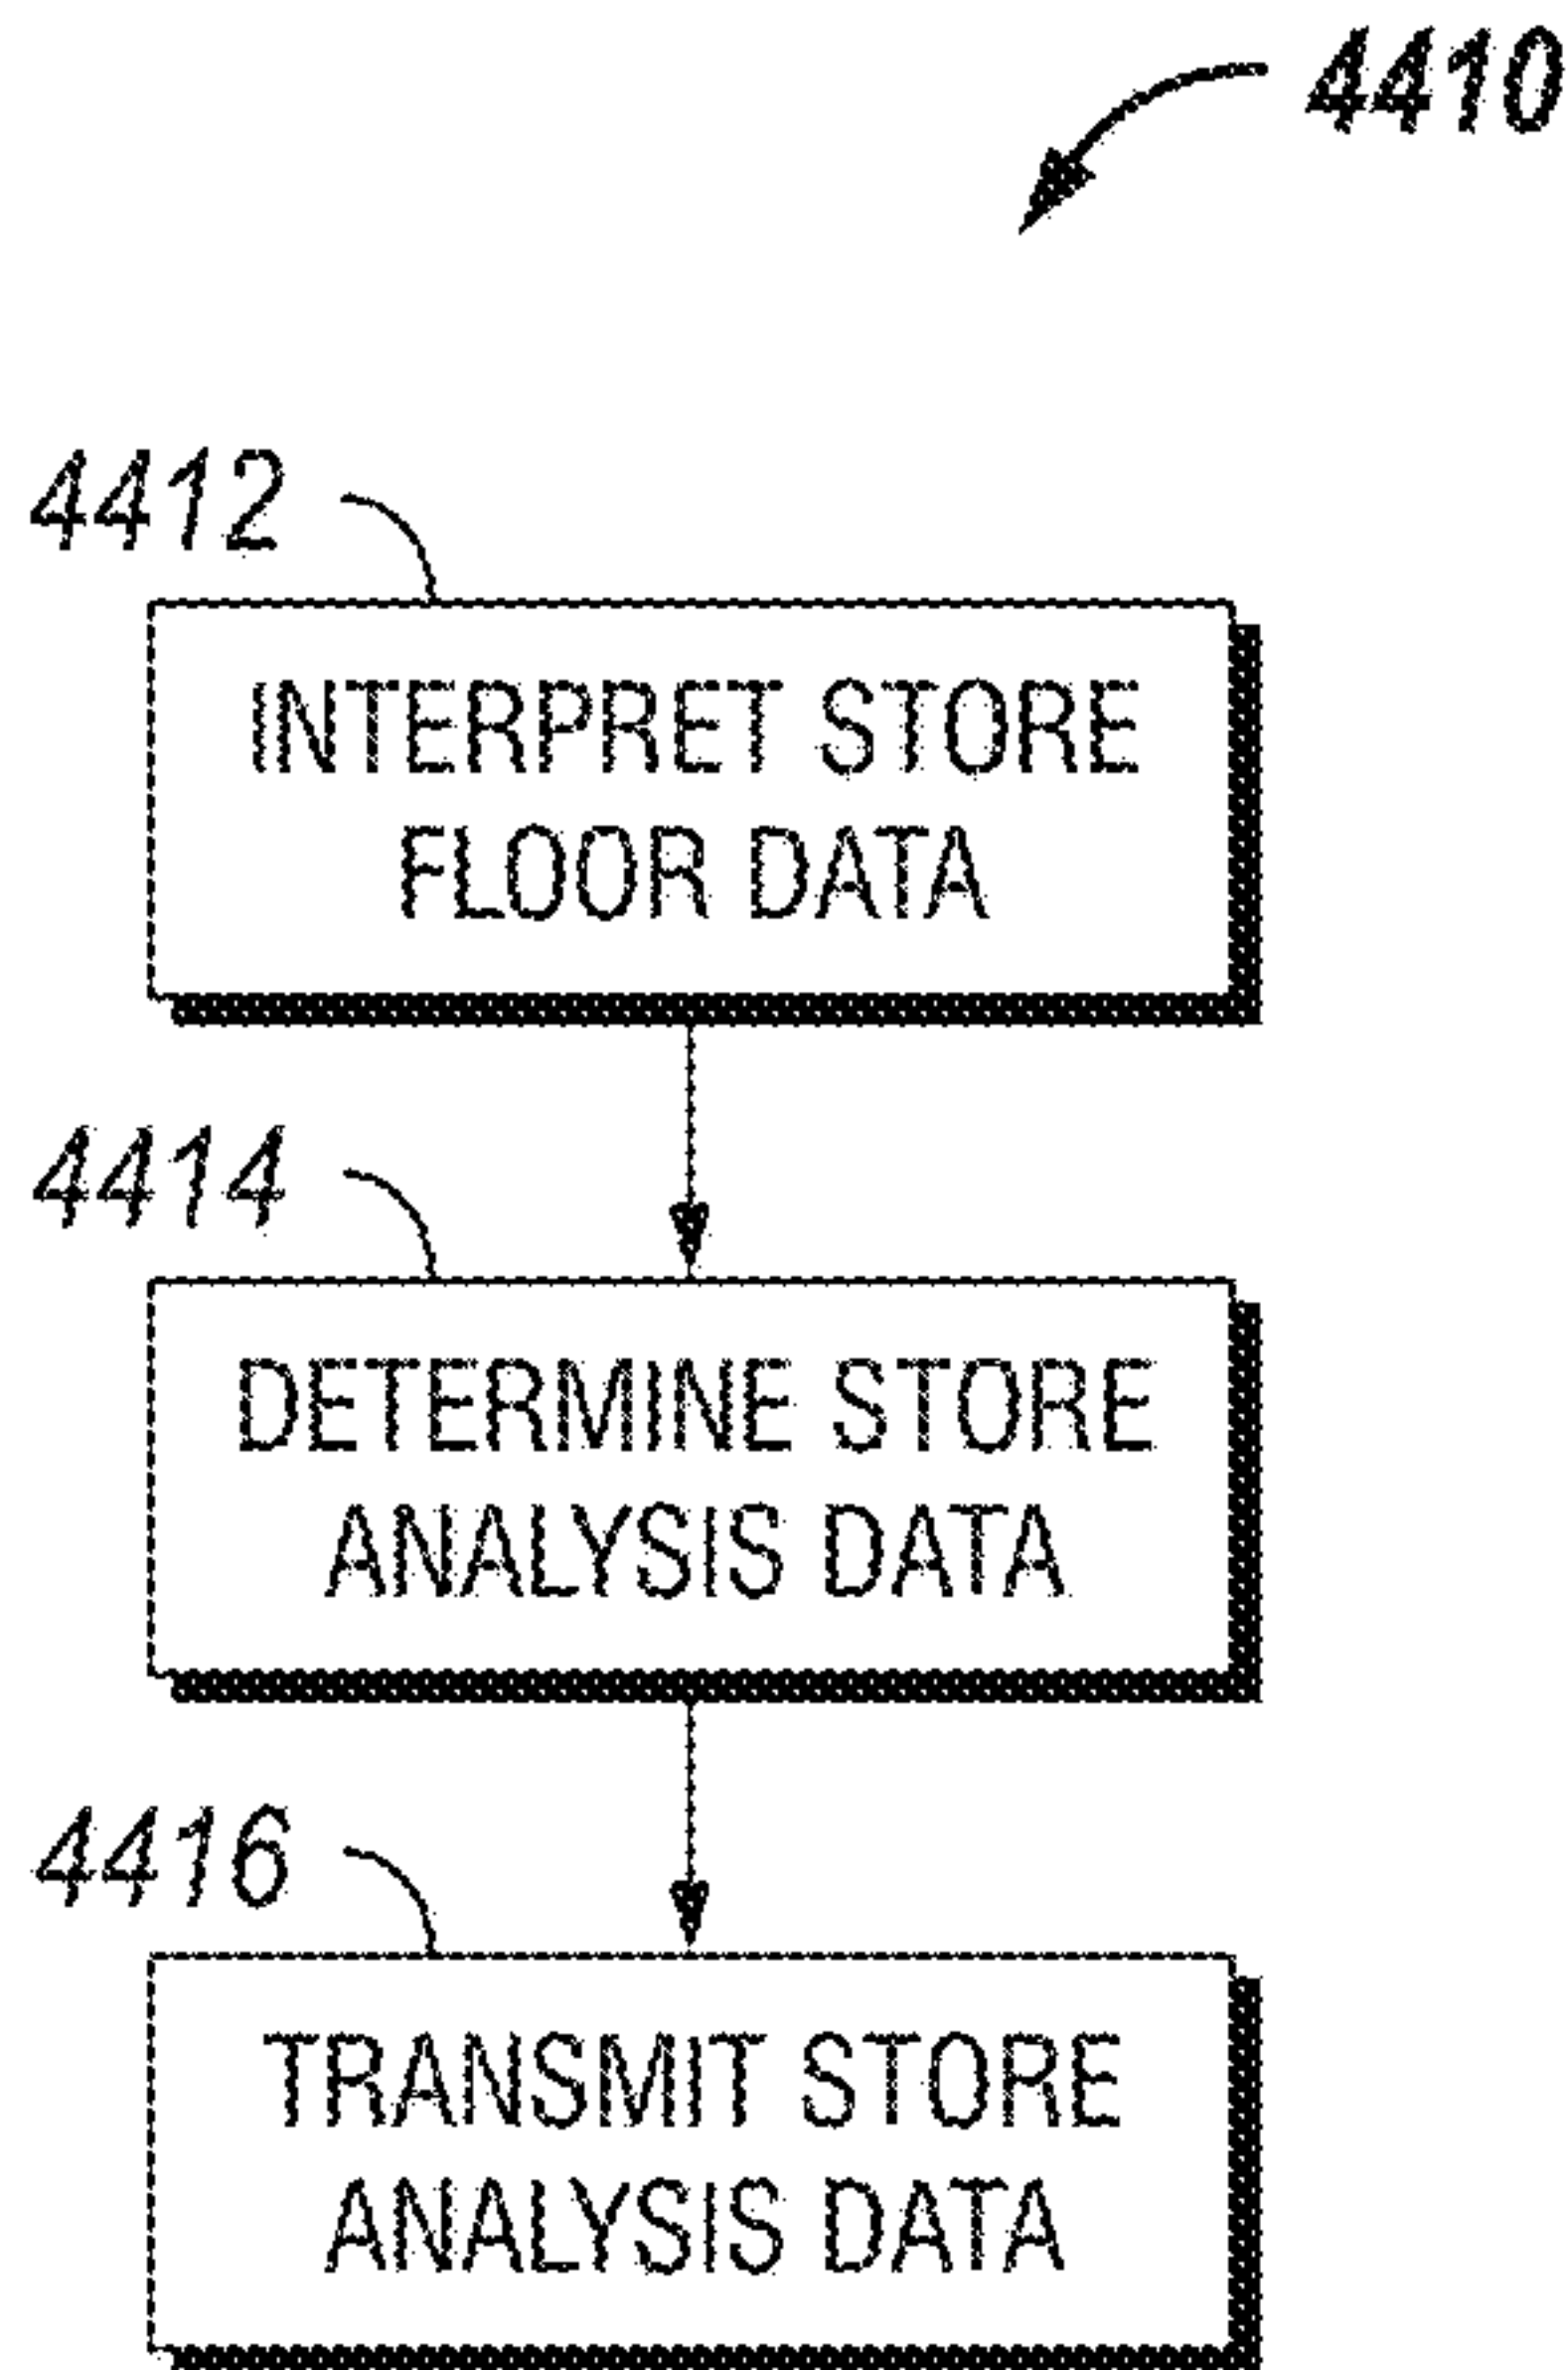 4410
4412
INTERPRET STORE
FLOOR DATA
4414
DETERMINE STORE
ANALYSIS DATA
4416
TRANSMIT STORE
ANALYSIS DATA